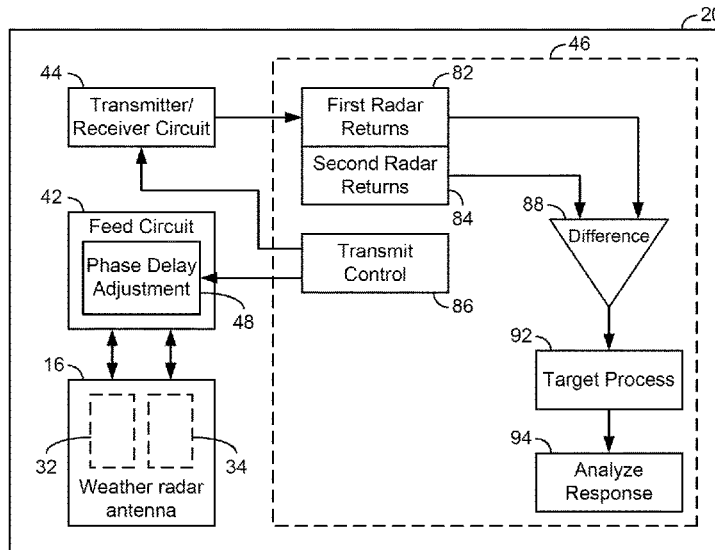 20
46
44
Transmitter/
Receiver Circuit
82
First Radar
Returns
Second Radar
Returns
84
42
Feed Circuit
Phase Delay
Adjustment
48
Transmit
Control
86
88
Difference
16
32
34
Weather radar
antenna
92
Target Process
94
Analyze
Response